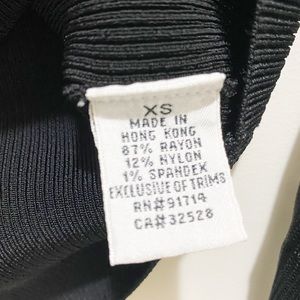 XS
MADE IN
HONG KONG
87% RAYON
12% NYLON
1% SPANDEX
EXCLUSIVE OF TRIMS
RN#91714
CA#32528